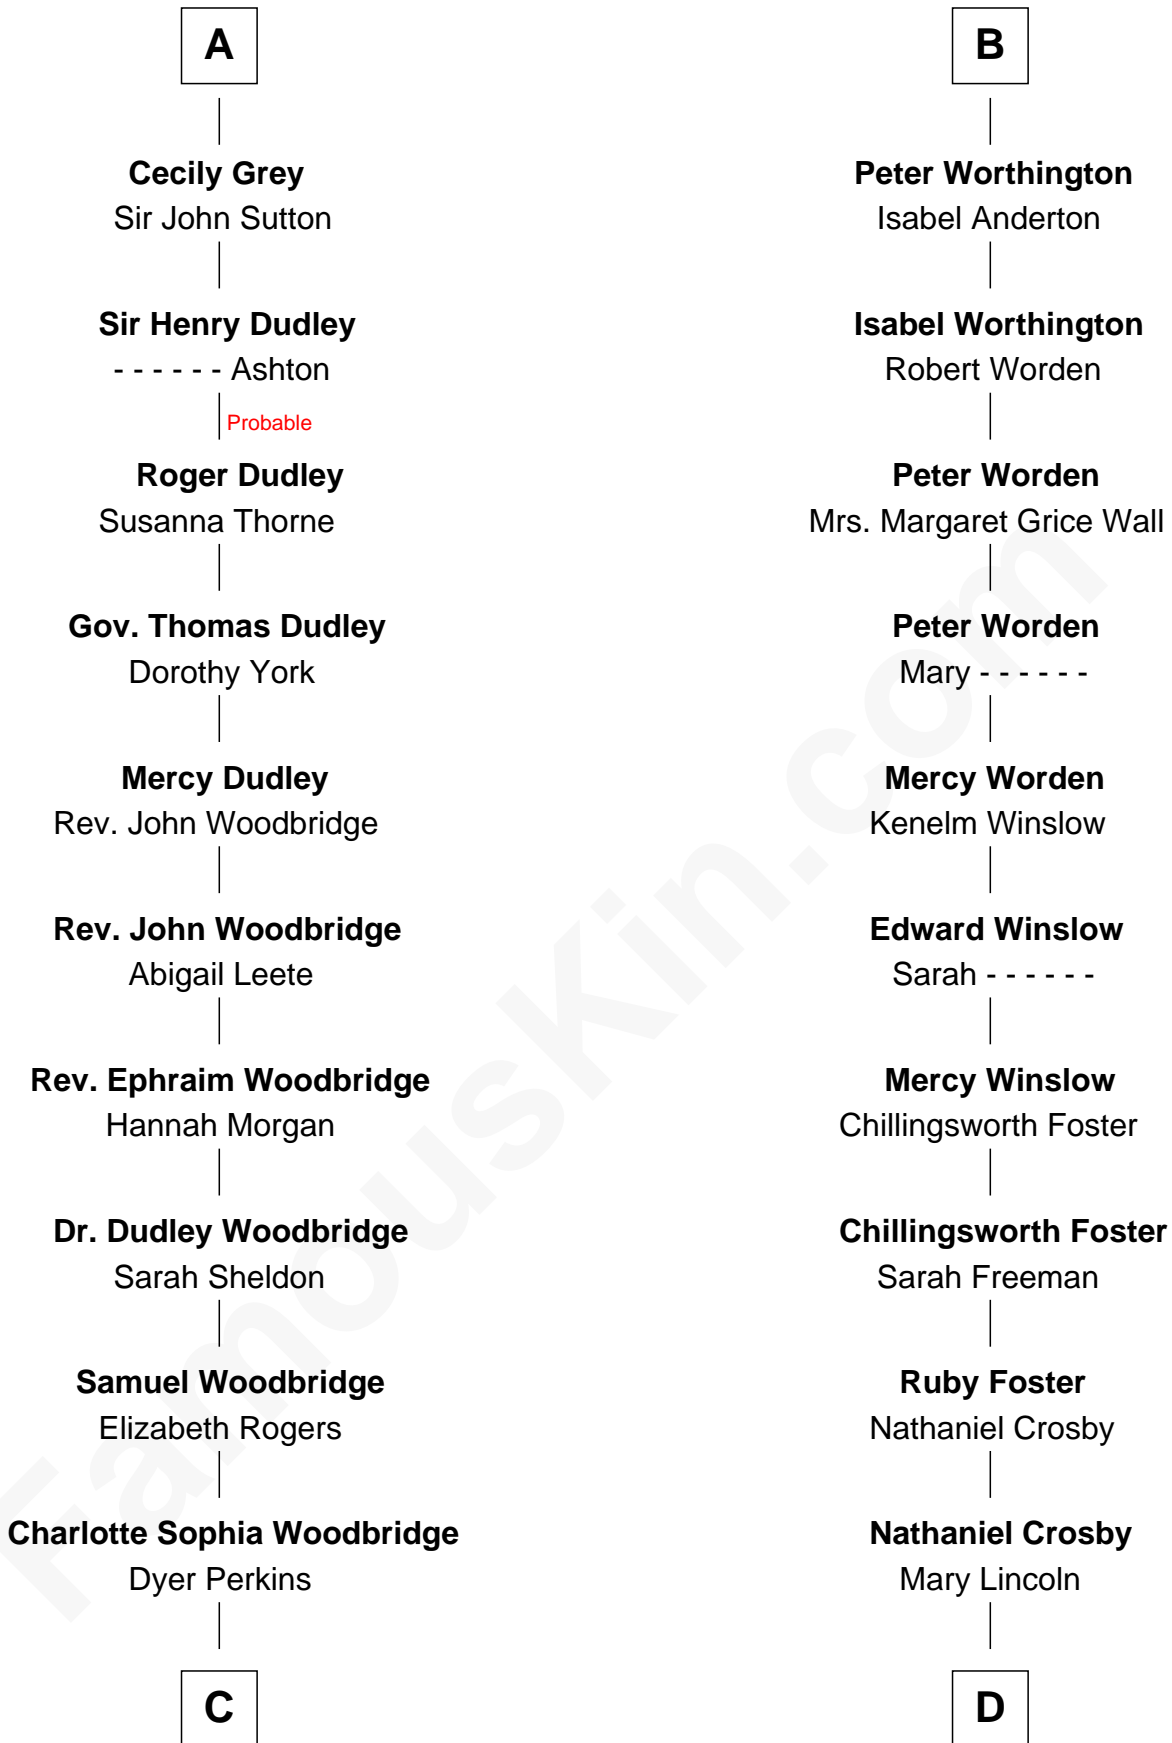 A
Cecily Grey
Sir John Sutton
Sir Henry Dudley
- - - - - - Ashton
Probable
Roger Dudley
Susanna Thorne
Gov. Thomas Dudley
Dorothy York
Mercy Dudley
Rev. John Woodbridge
Rev. John Woodbridge
Abigail Leete
Rev. Ephraim Woodbridge
Hannah Morgan
Dr. Dudley Woodbridge
Sarah Sheldon
Samuel Woodbridge
Elizabeth Rogers
Charlotte Sophia Woodbridge
Dyer Perkins
C
B
Peter Worthington
Isabel Anderton
Isabel Worthington
Robert Worden
Peter Worden
Mrs. Margaret Grice Wall
Peter Worden
Mary - - - - - -
Mercy Worden
Kenelm Winslow
Edward Winslow
Sarah - - - - - -
Mercy Winslow
Chillingsworth Foster
Chillingsworth Foster
Sarah Freeman
Ruby Foster
Nathaniel Crosby
Nathaniel Crosby
Mary Lincoln
D
FamousKin.com